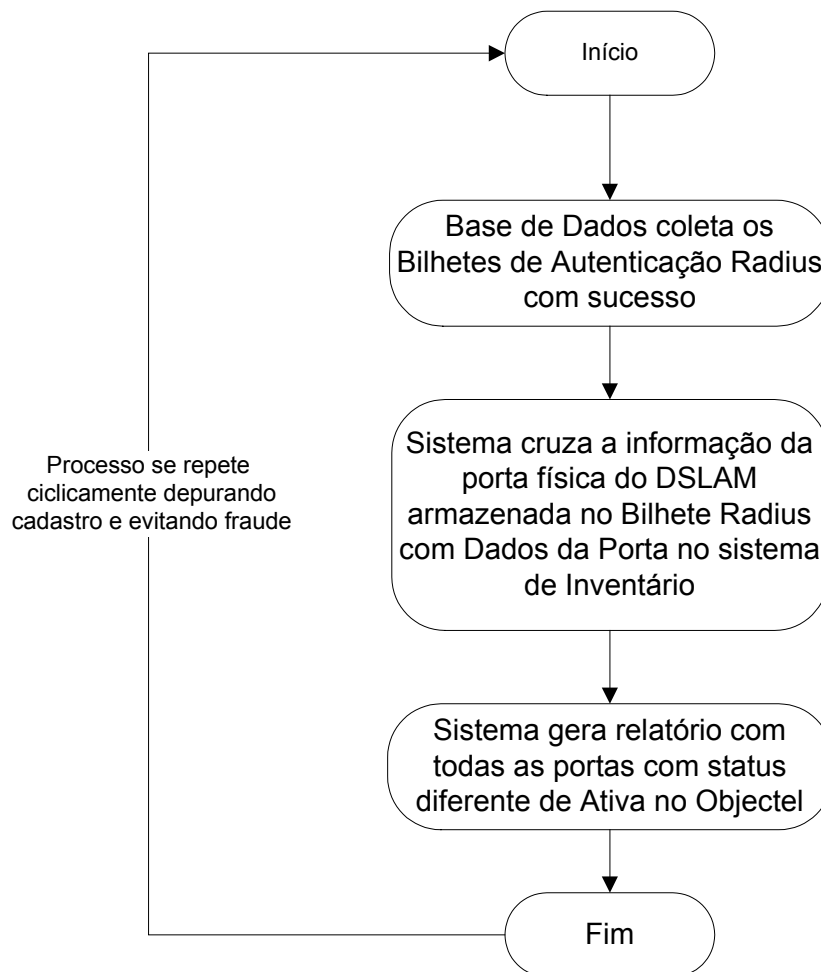 Início
Base de Dados coleta os
Bilhetes de Autenticação Radius
com sucesso
Sistema cruza a informação da
porta física do DSLAM
armazenada no Bilhete Radius
com Dados da Porta no sistema
de Inventário
Processo se repete
ciclicamente depurando
cadastro e evitando fraude
Sistema gera relatório com
todas as portas com status
diferente de Ativa no Objectel
Fim